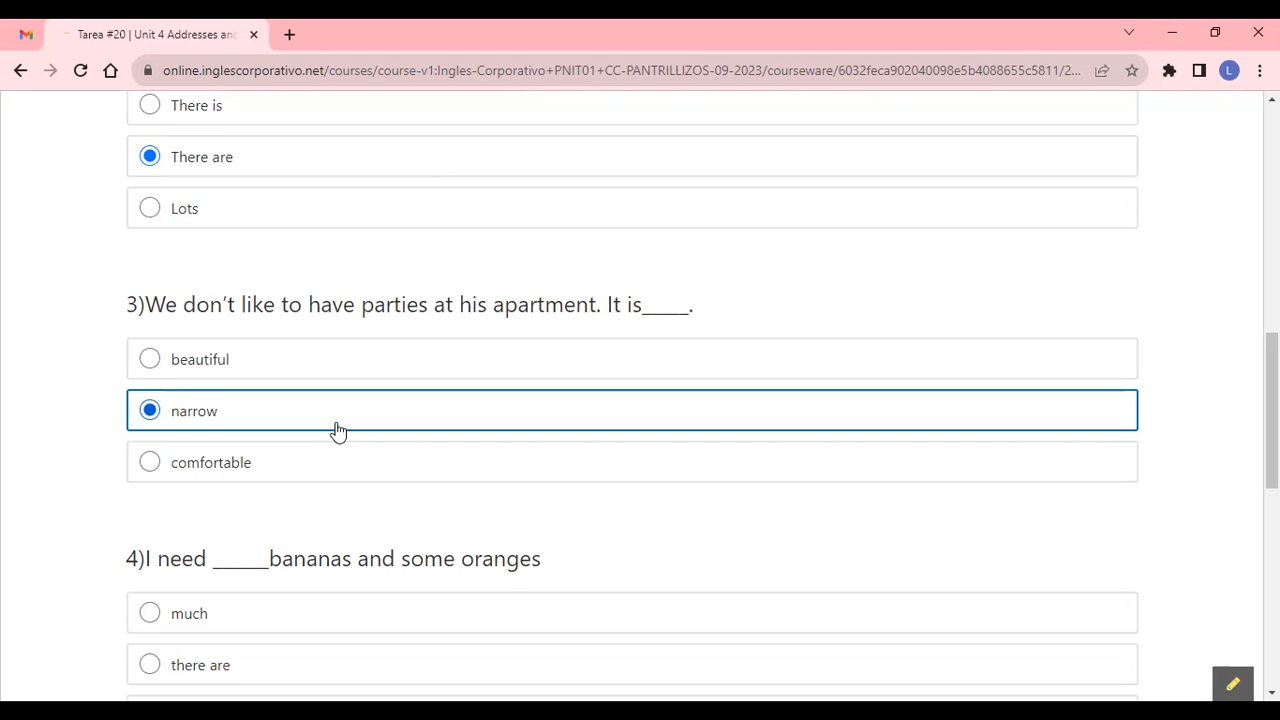 Tarea #20 | Unit 4 Addresses and
online.inglescorporativo.net/courses/course-v1:Ingles-Corporativo+PNIT01+CC-PANTRILLIZOS-09-2023/courseware/6032feca902040098e5b4088655c5811/2...
L
There is
There are
Lots
3)We don’t like to have parties at his apartment. It is_____.
beautiful
narrow
comfortable
4)I need ______bananas and some oranges
much
there are